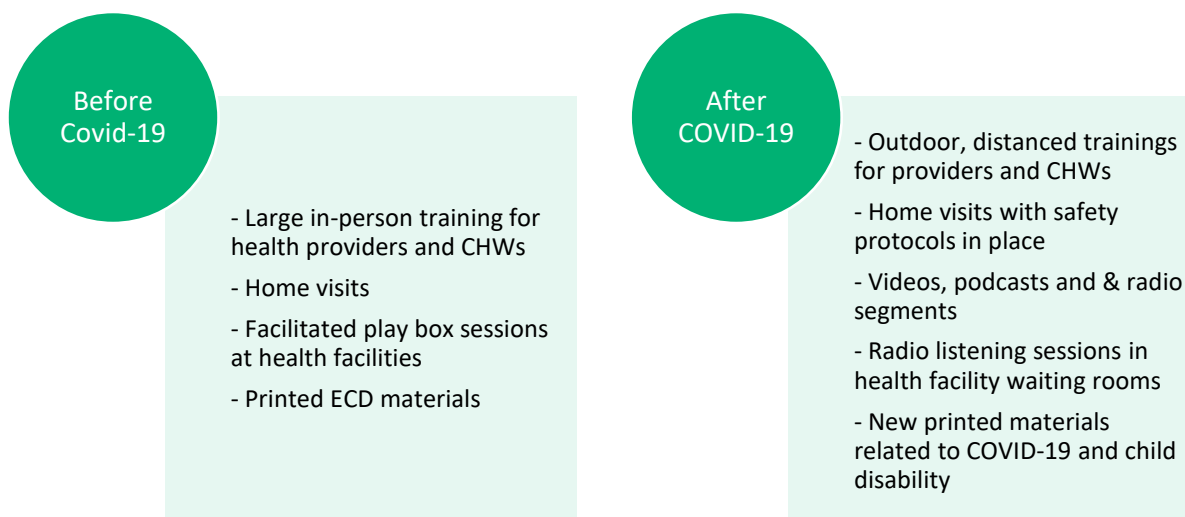 Before
Covid-19
- Large in-person training for
health providers and CHWs
- Home visits
- Facilitated play box sessions
at health facilities
- Printed ECD materials
After
COVID-19
- Outdoor, distanced trainings
for providers and CHWs
- Home visits with safety
protocols in place
- Videos, podcasts and & radio
segments
- Radio listening sessions in
health facility waiting rooms
- New printed materials
related to COVID-19 and child
disability